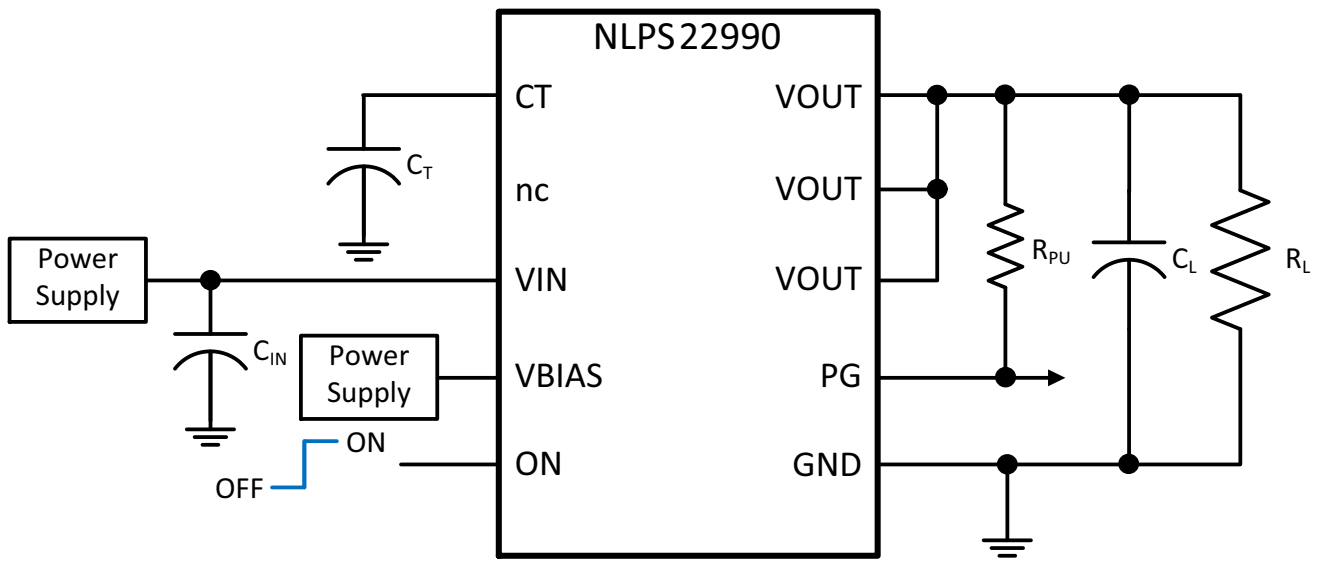 NLPS22990
CT
VOUT
C_T
nc
VOUT
Power
Supply
VIN
VOUT
R_PU
C_L
R_L
C_IN
Power
Supply
VBIAS
PG
OFF
ON
ON
GND